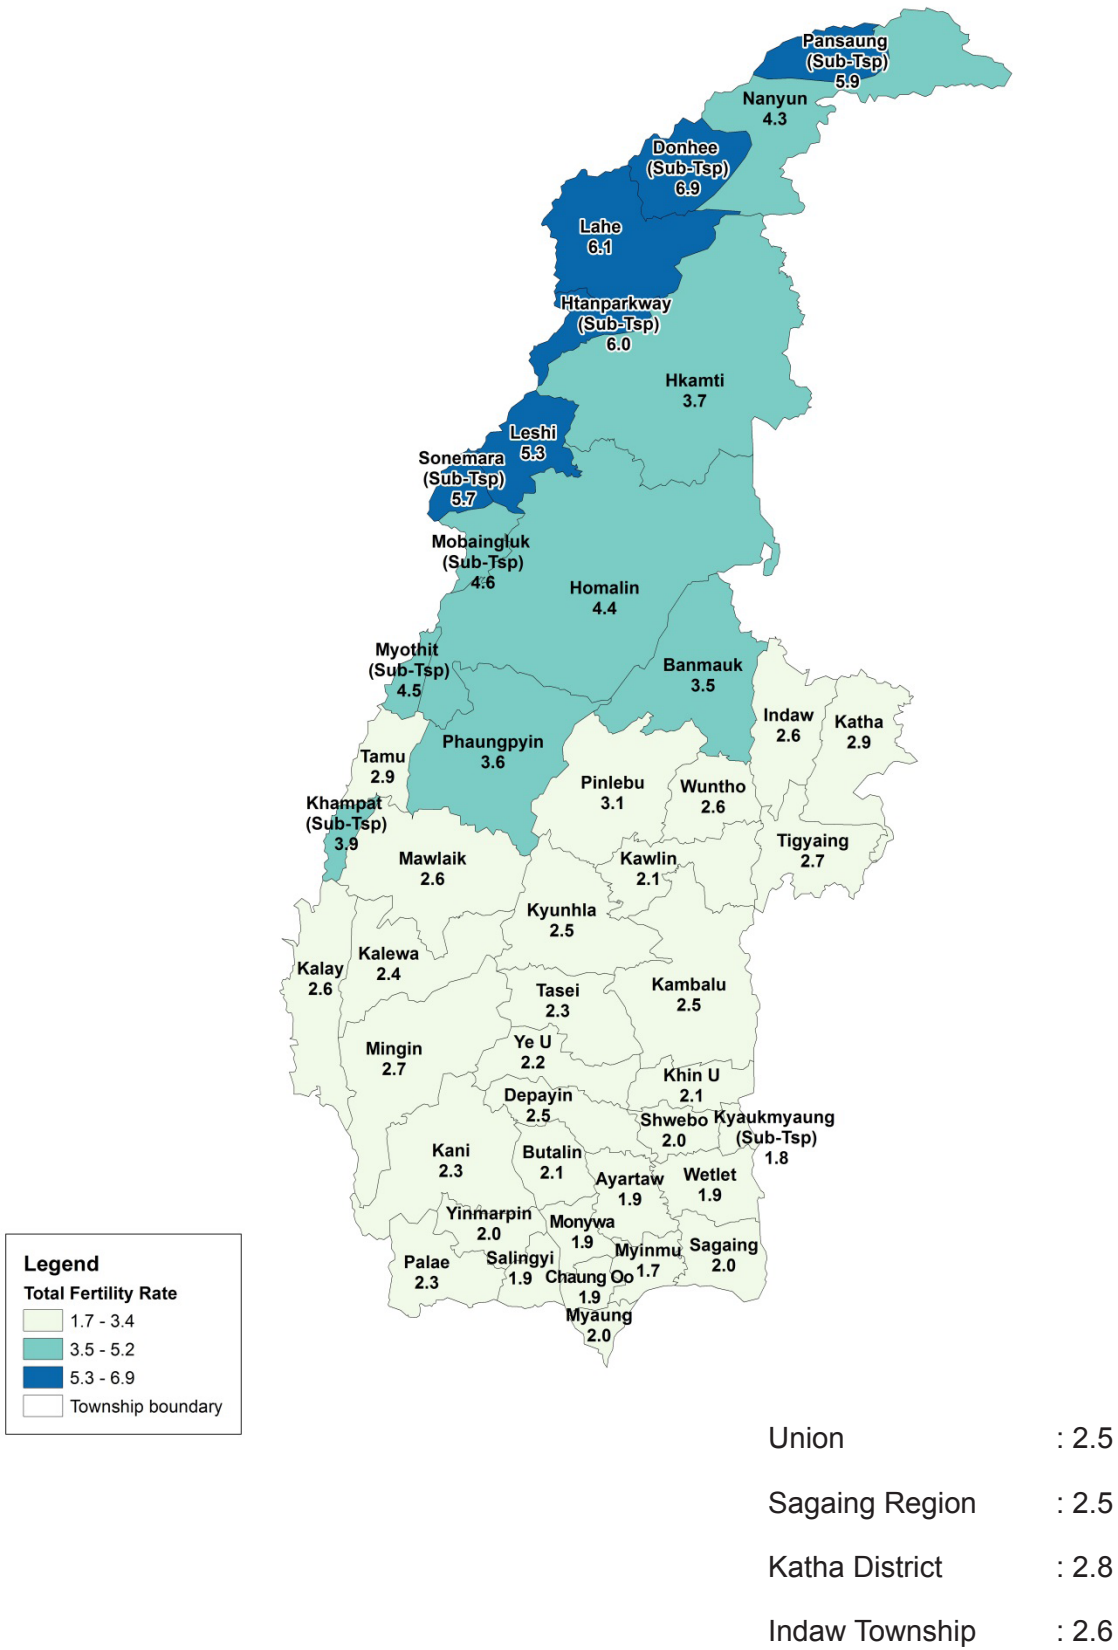 Pansaung
(Sub-Tsp)
5.9
Nanyun
4.3
Donhee
(Sub-Tsp)
6.9
Lahe
6.1
Htanparkway
(Sub-Tsp)
6.0
Hkamti
3.7
Leshi
5.3
Sonemara
(Sub-Tsp)
5.7
Mobaingluk
(Sub-Tsp)
4.6
Homalin
4.4
Myothit
(Sub-Tsp)
4.5
Banmauk
3.5
Indaw
2.6
Katha
2.9
Phaungpyin
3.6
Tamu
2.9
Pinlebu
3.1
Wuntho
2.6
Khampat
(Sub-Tsp)
3.9
Tigyaing
2.7
Mawlaik
2.6
Kawlin
2.1
Kyunhla
2.5
Kalewa
2.4
Kalay
2.6
Tasei
2.3
Kambalu
2.5
Mingin
2.7
Ye U
2.2
Khin U
2.1
Depayin
2.5
Shwebo
2.0
Kyaukmyaung
(Sub-Tsp)
1.8
Kani
2.3
Butalin
2.1
Ayartaw
1.9
Wetlet
1.9
Yinmarpin
2.0
Monywa
1.9
Palae
2.3
Salingyi
1.9
Chaung Oo
1.9
Myinmu
1.7
Sagaing
2.0
Myaung
2.0
Legend
Total Fertility Rate
1.7 - 3.4
3.5 - 5.2
5.3 - 6.9
Township boundary
Union : 2.5
Sagaing Region : 2.5
Katha District : 2.8
Indaw Township : 2.6